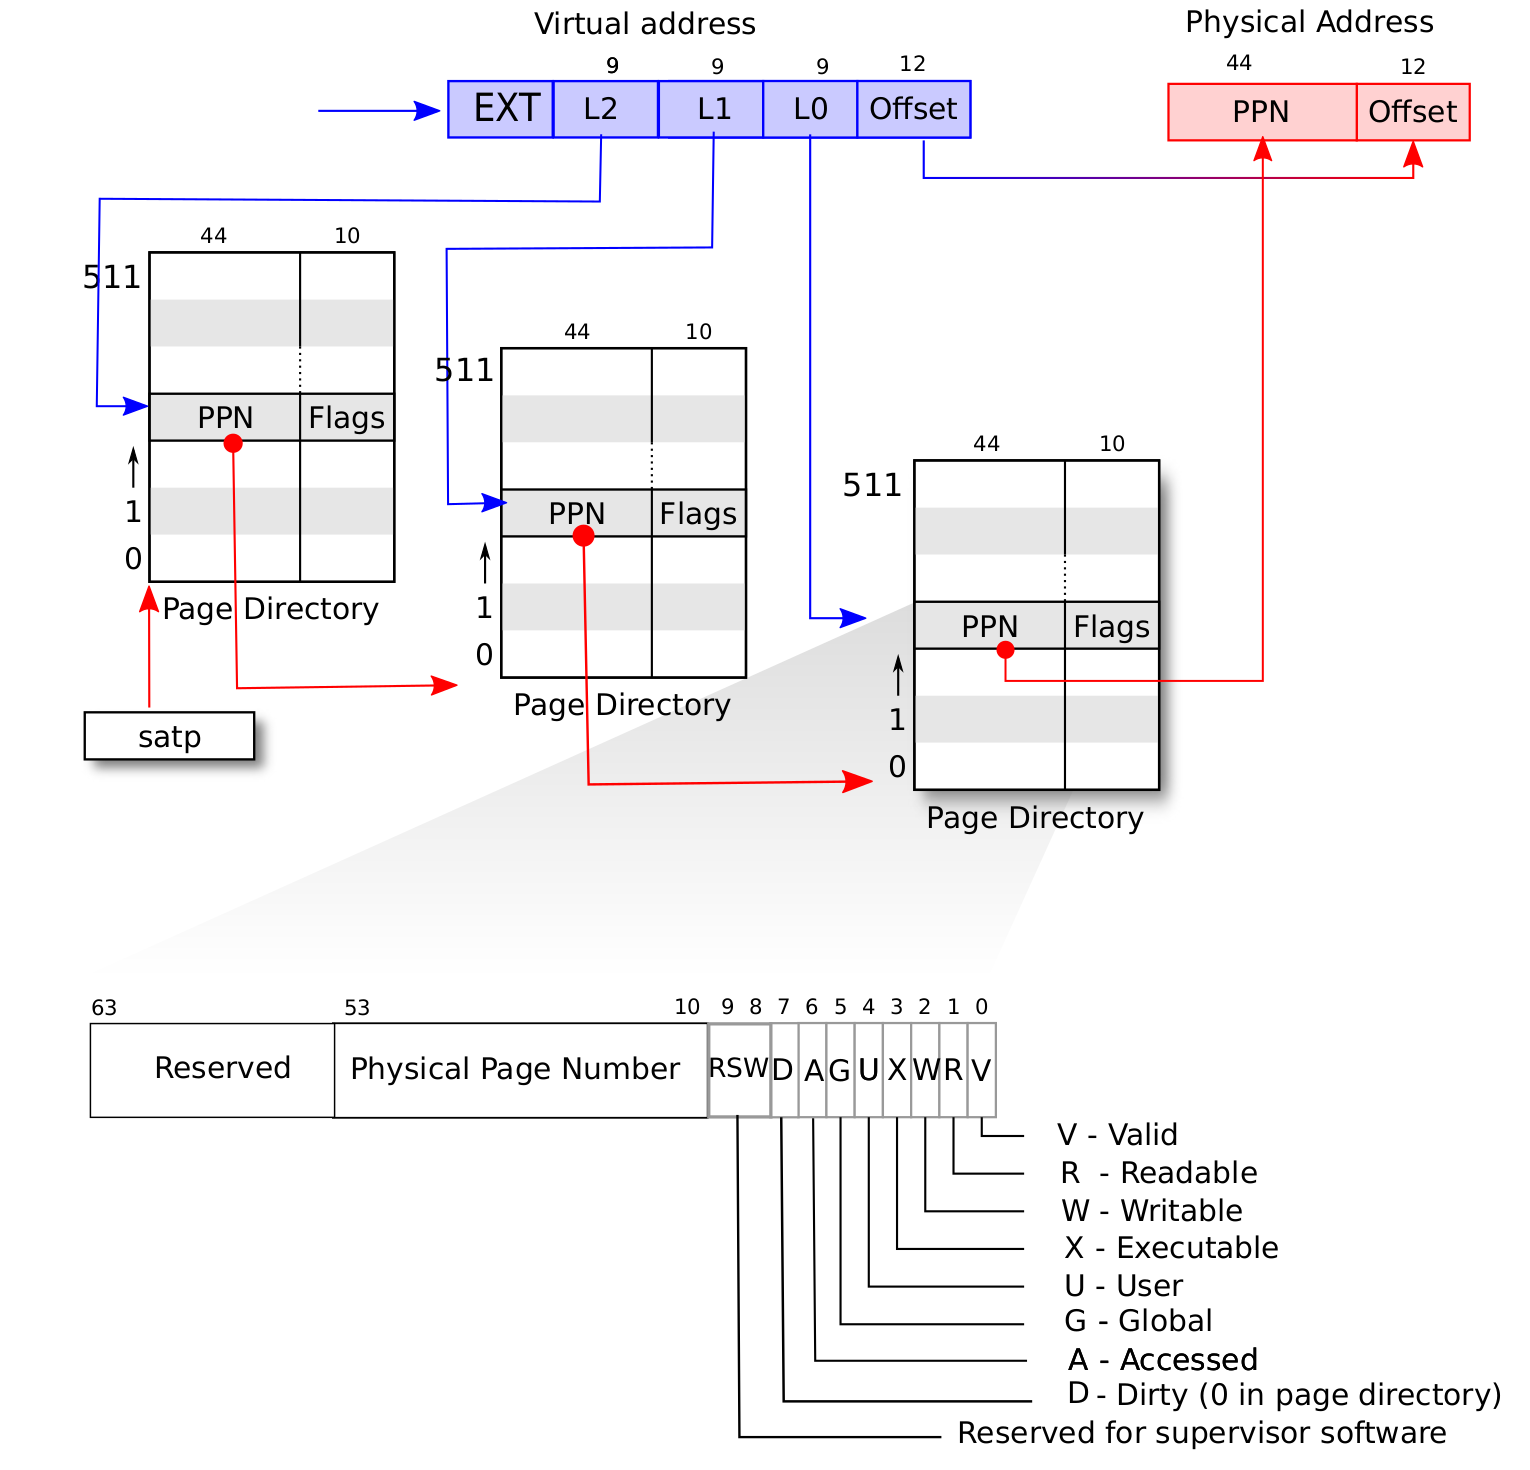 Virtual address
Physical Address
9 9 9 12
44 12
EXT L2 L1 L0 Offset
PPN Offset
44 10
511
PPN Flags
1
0
Page Directory
satp
44 10
511
PPN Flags
1
0
Page Directory
44 10
511
PPN Flags
1
0
Page Directory
63 53 10 9 8 7 6 5 4 3 2 1 0
Reserved Physical Page Number RSW D A G U X W R V
V - Valid
R - Readable
W - Writable
X - Executable
U - User
G - Global
A - Accessed
D - Dirty (0 in page directory)
Reserved for supervisor software